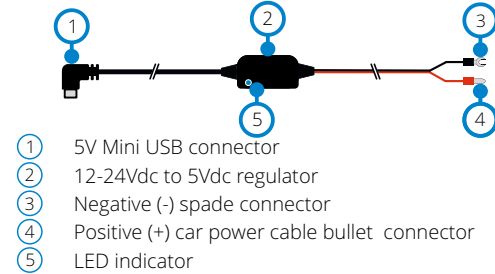 1 2 3
5 4
1 5V Mini USB connector
2 12-24Vdc to 5Vdc regulator
3 Negative (-) spade connector
4 Positive (+) car power cable bullet connector
5 LED indicator